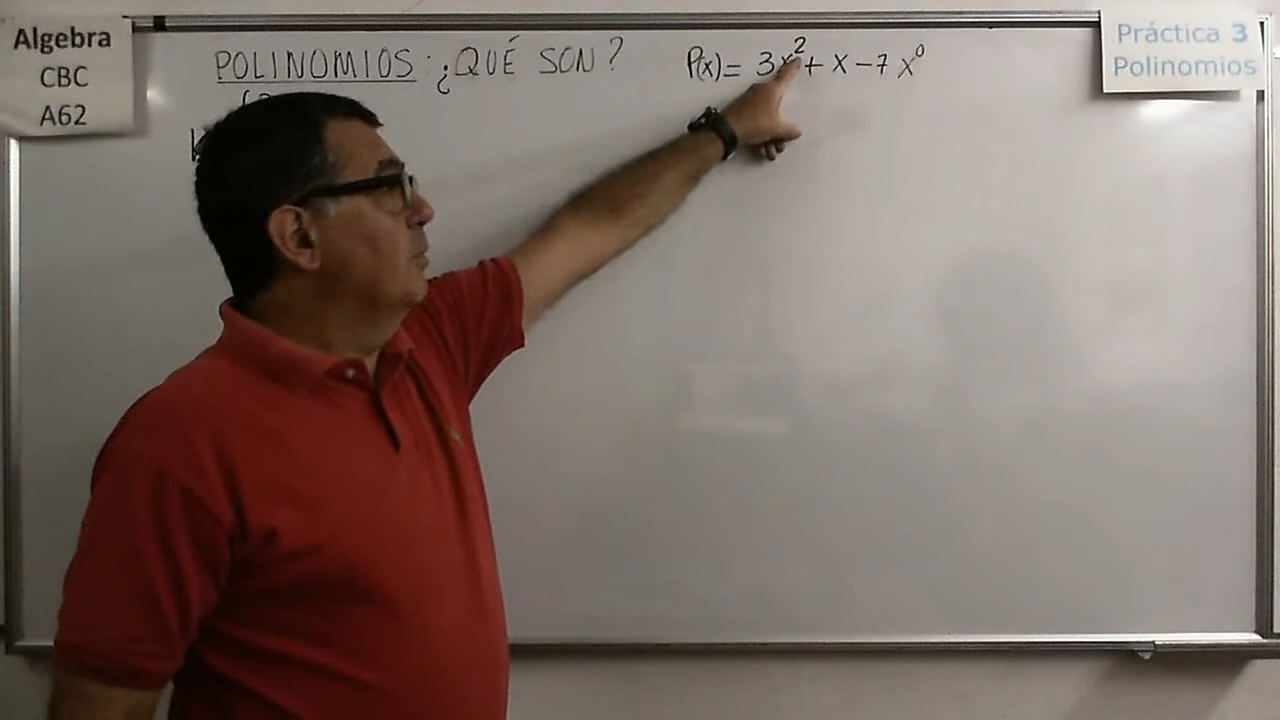 Algebra
CBC
A62
POLINOMIOS: ¿QUÉ SON?
P(x) = 3x² + x - 7 x⁰
Práctica 3
Polinomios